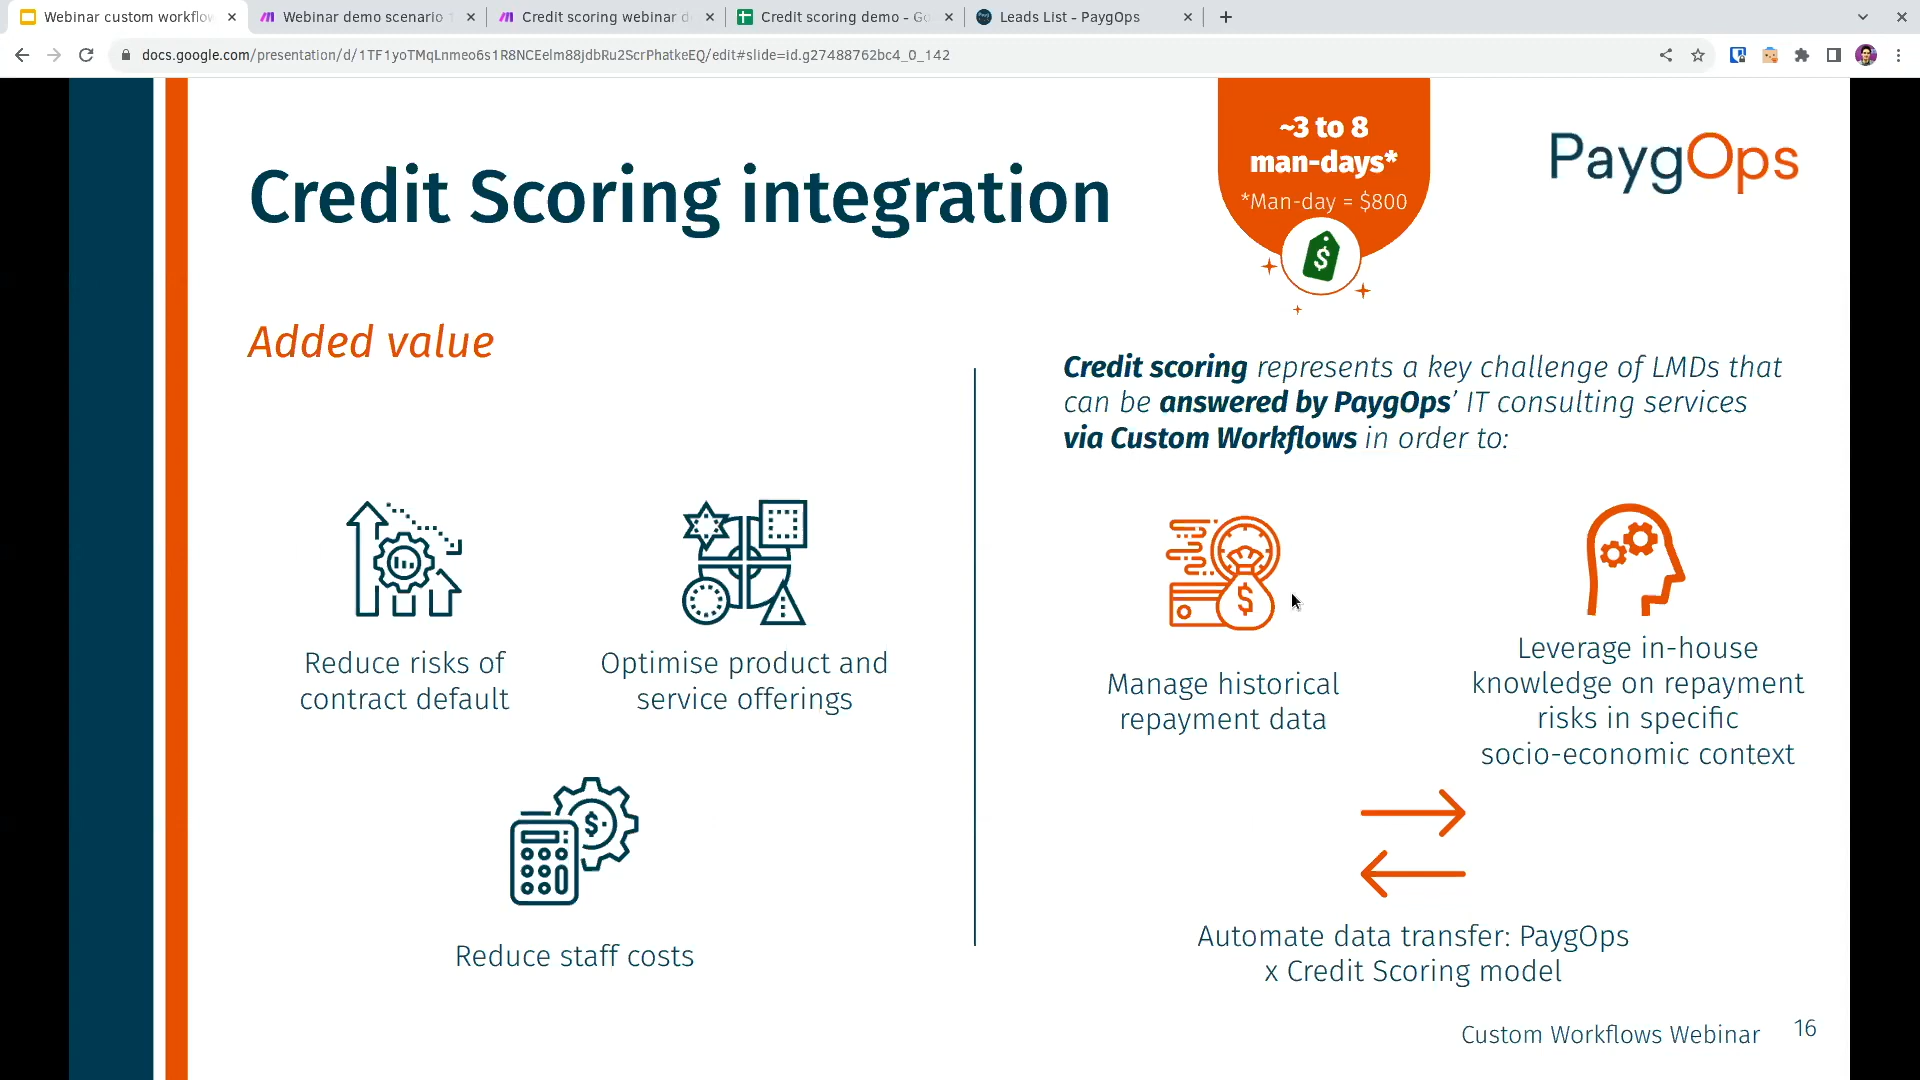 Webinar custom workflow
Webinar demo scenario 1
Credit scoring webinar d
Credit scoring demo - Go
Leads List - PaygOps
docs.google.com/presentation/d/1TF1yoTMqLnmeo6s1R8NCEelm88jdbRu2ScrPhatkeEQ/edit#slide=id.g27488762bc4_0_142
~3 to 8
man-days*
*Man-day = $800
PaygOps
Credit Scoring integration
Added value
Credit scoring represents a key challenge of LMDs that
can be answered by PaygOps’ IT consulting services
via Custom Workflows in order to:
Reduce risks of
contract default
Optimise product and
service offerings
Reduce staff costs
Manage historical
repayment data
Leverage in-house
knowledge on repayment
risks in specific
socio-economic context
Automate data transfer: PaygOps
x Credit Scoring model
Custom Workflows Webinar
16